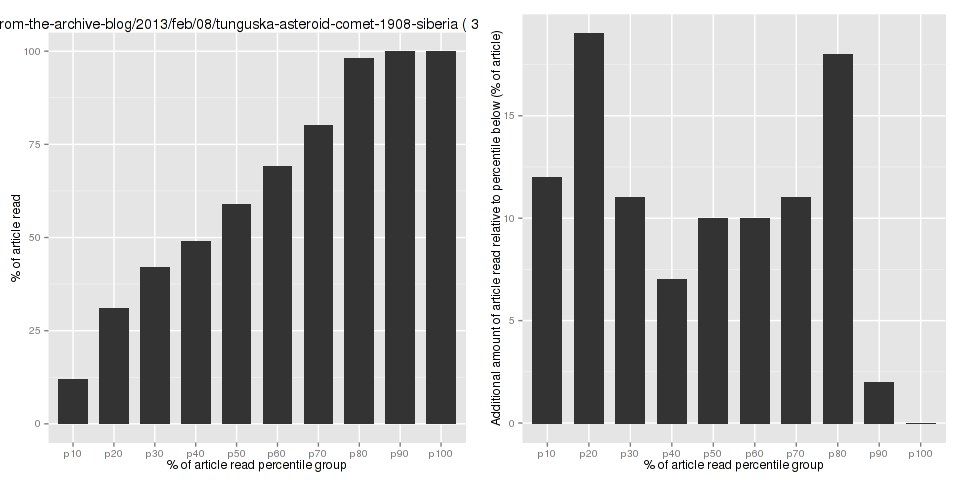 rom-the-archive-blog/2013/feb/08/tunguska-asteroid-comet-1908-siberia ( 3
% of article read
100
75
50
25
0
p10 p20 p30 p40 p50 p60 p70 p80 p90 p100
% of article read percentile group
Additional amount of article read relative to percentile below (% of article)
15
10
5
0
p10 p20 p30 p40 p50 p60 p70 p80 p90 p100
% of article read percentile group